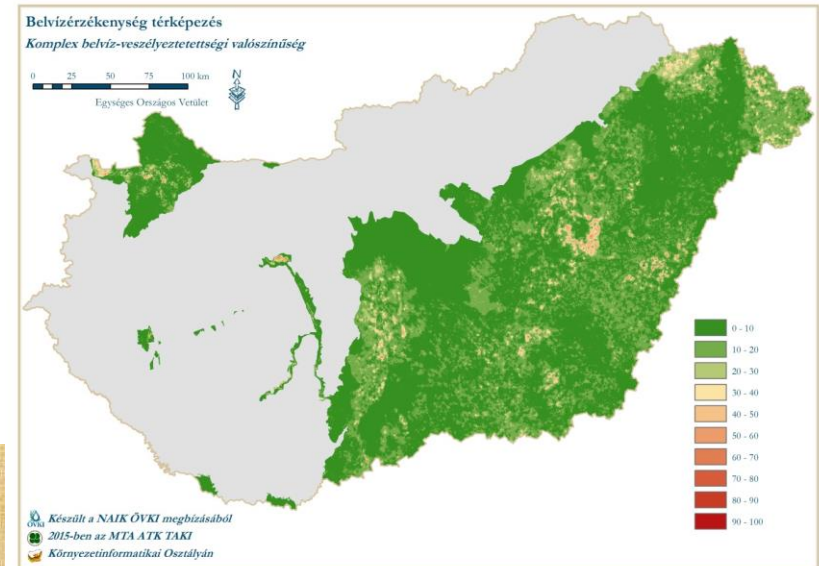 Belvízérzékenység térképezés
Komplex belvíz-veszélyeztetettségi valószínűség
0 25 50 75 100 km
N
Egységes Országos Vetület
0 - 10
10 - 20
20 - 30
30 - 40
40 - 50
50 - 60
60 - 70
70 - 80
80 - 90
90 - 100
ÖVKI
Készült a NAIK ÖVKI megbízásából
2015-ben az MTA ATK TAKI
Környezetinformatikai Osztályán